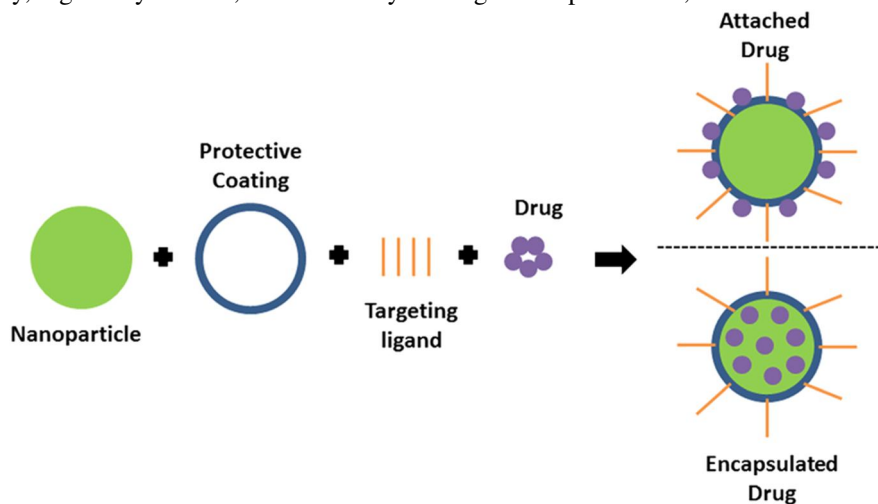 Attached
Drug
Protective
Coating
Drug
Nanoparticle
Targeting
ligand
Encapsulated
Drug